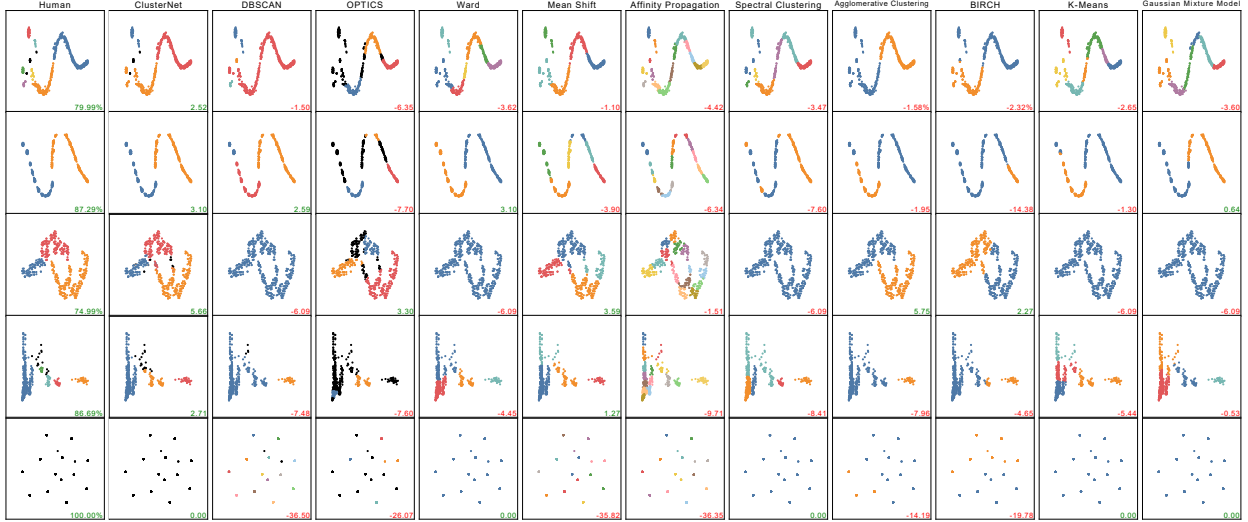 Human ClusterNet DBSCAN OPTICS Ward Mean Shift Affinity Propagation Spectral Clustering Agglomerative Clustering BIRCH K-Means Gaussian Mixture Model
79.99% 2.52 -1.50 -6.35 -3.62 -1.10 -4.42 -3.47 -1.58% -2.32% -2.65 -3.60
87.29% 3.10 2.59 -7.70 3.10 -3.90 -6.34 -7.60 -1.95 -14.38 -1.30 0.64
74.99% 5.66 -6.09 3.30 -6.09 3.59 -1.51 -6.09 5.75 2.27 -6.09 -6.09
86.69% 2.71 -7.48 -7.60 -4.45 1.27 -9.71 -8.41 -7.96 -4.65 -5.44 -0.53
100.00% 0.00 -36.50 -26.07 0.00 -35.82 -36.35 0.00 -14.19 -19.78 0.00 0.00